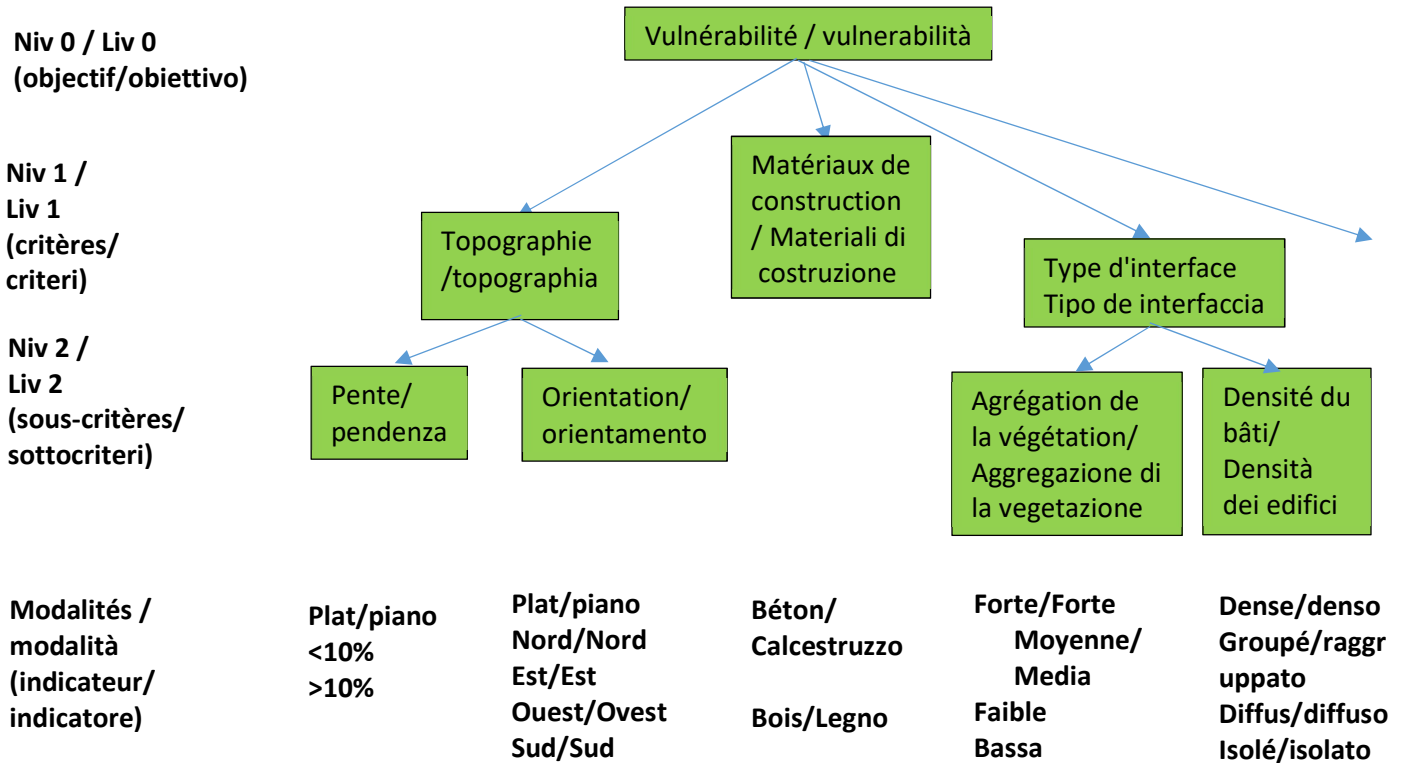 Niv 0 / Liv 0
(objectif/obiettivo)
Vulnérabilité / vulnerabilità
Niv 1 /
Liv 1
(critères/
criteri)
Topographie
/topographia
Matériaux de
construction
/ Materiali di
costruzione
Type d'interface
Tipo de interfaccia
Niv 2 /
Liv 2
(sous-critères/
sottocriteri)
Pente/
pendenza
Orientation/
orientamento
Agrégation de
la végétation/
Aggregazione di
la vegetazione
Densité du
bâti/
Densità
dei edifici
Modalités /
modalità
(indicateur/
indicatore)
Plat/piano
<10%
>10%
Plat/piano
Nord/Nord
Est/Est
Ouest/Ovest
Sud/Sud
Béton/
Calcestruzzo
Bois/Legno
Forte/Forte
Moyenne/
Media
Faible
Bassa
Dense/denso
Groupé/raggr
uppato
Diffus/diffuso
Isolé/isolato